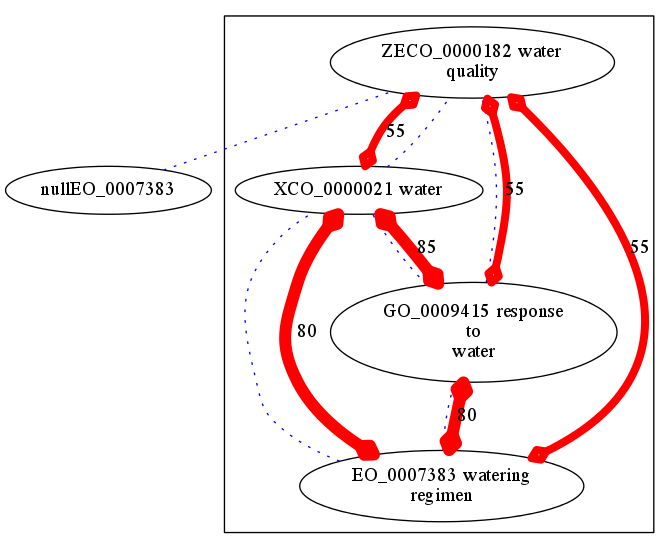 ZECO_0000182 water
quality
55
nullEO_0007383
XCO_0000021 water
55
85
55
GO_0009415 response
to
water
80
80
EO_0007383 watering
regimen